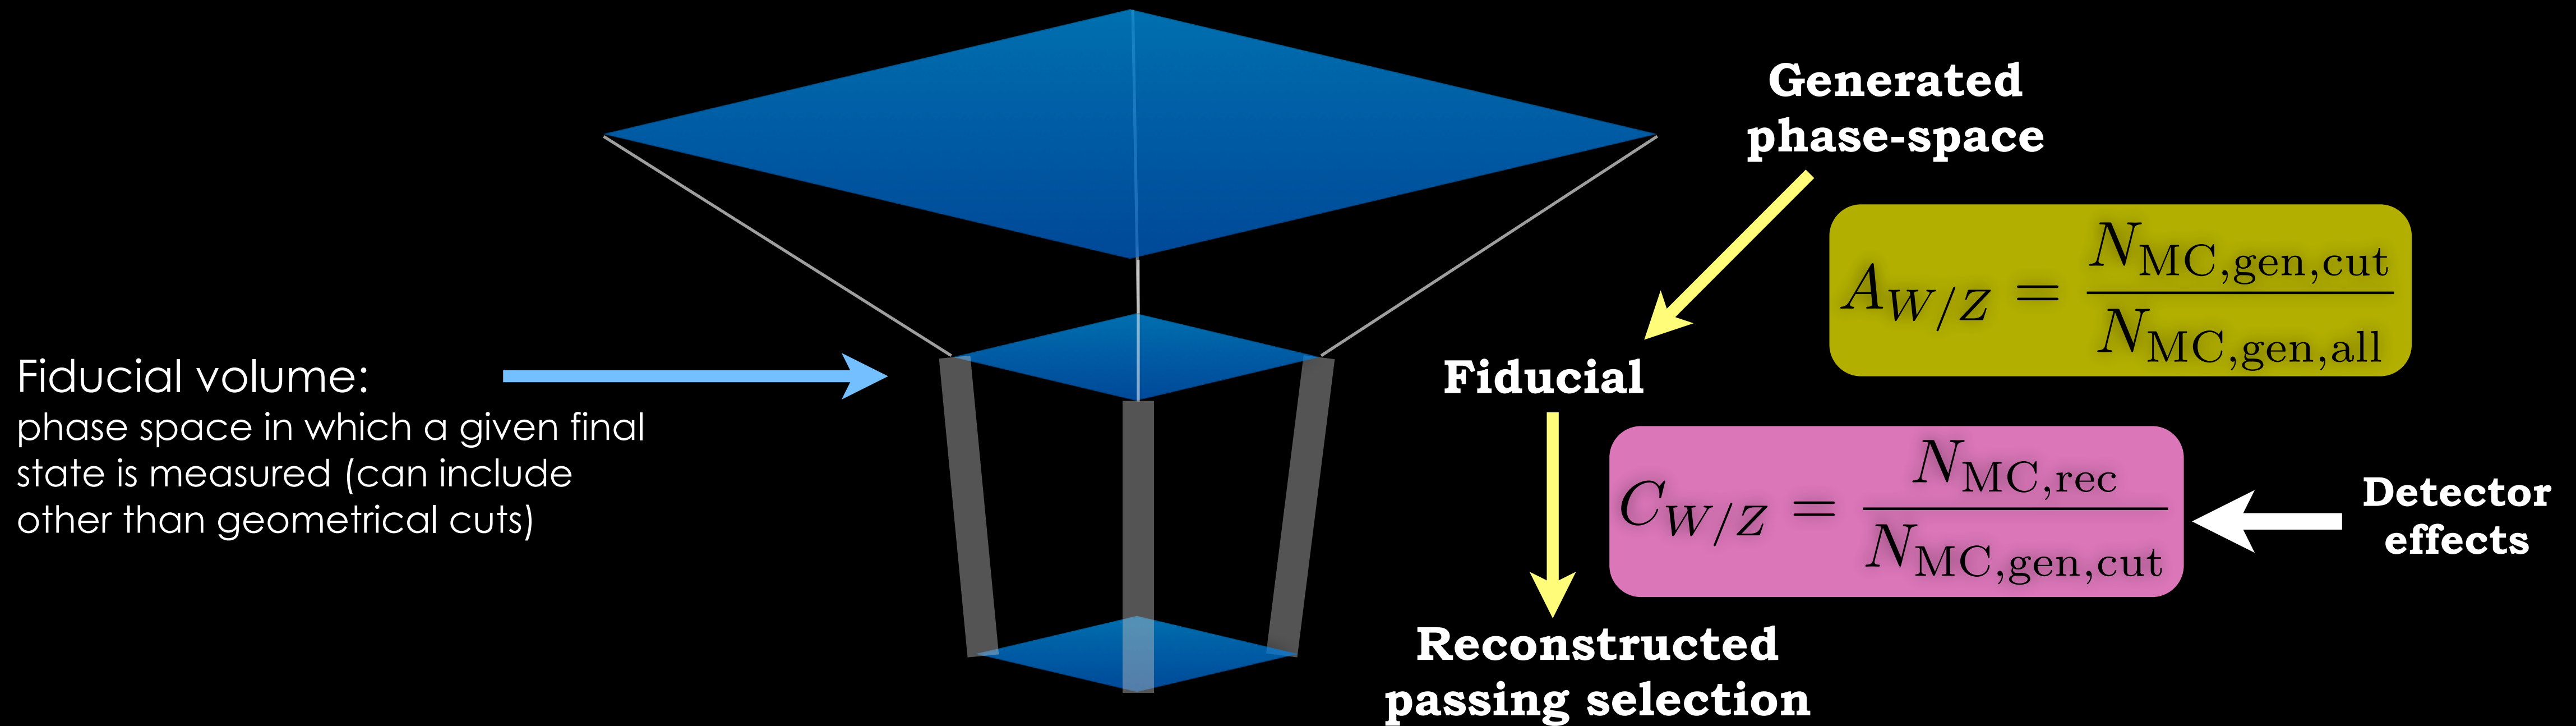 Generated
phase-space
A_{W/Z} = \frac{N_{MC,gen,cut}}{N_{MC,gen,all}}
Fiducial volume:
phase space in which a given final
state is measured (can include
other than geometrical cuts)
Fiducial
C_{W/Z} = \frac{N_{MC,rec}}{N_{MC,gen,cut}}
Detector
effects
Reconstructed
passing selection